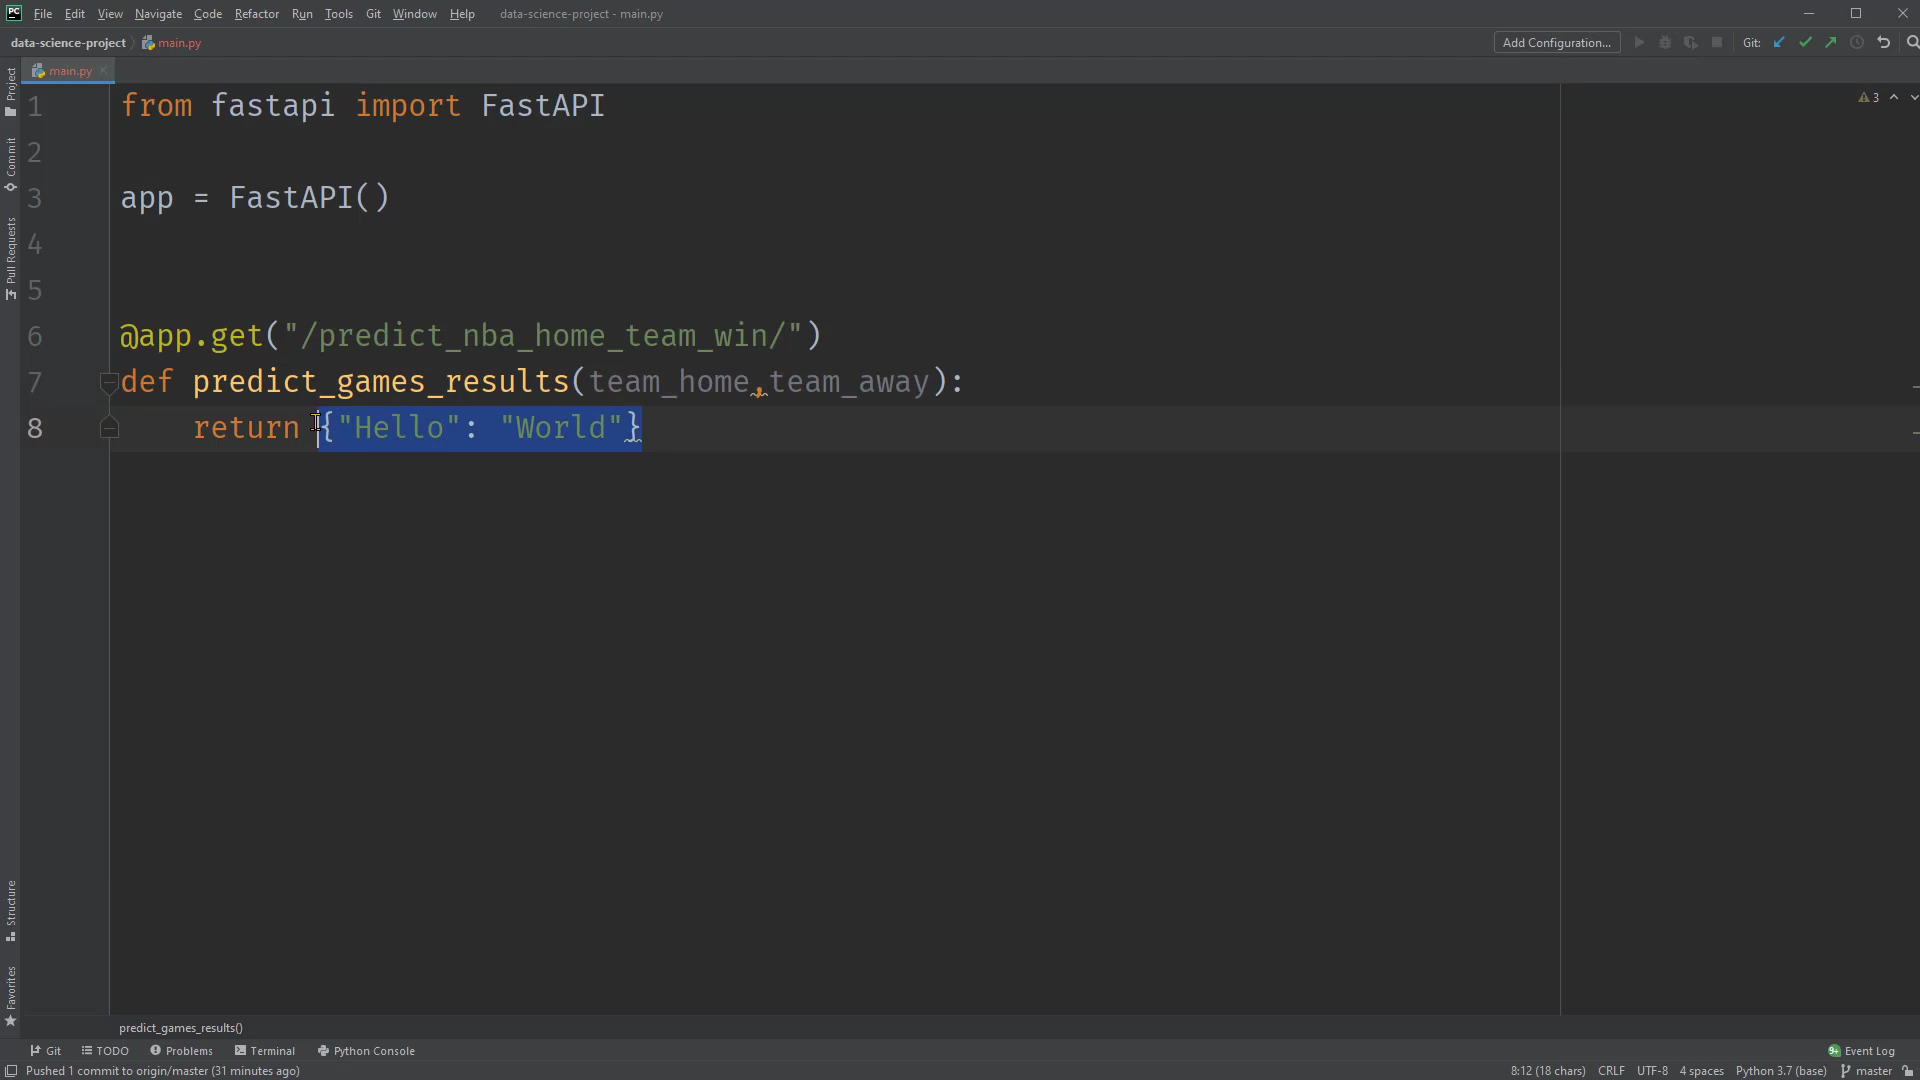 PC File Edit View Navigate Code Refactor Run Tools Git Window Help data-science-project - main.py
data-science-project main.py Add Configuration... Git:
main.py
Project
Commit
Pull Requests
3
1 from fastapi import FastAPI
2
3 app = FastAPI()
4
5
6 @app.get("/predict_nba_home_team_win/")
7 def predict_games_results(team_home,team_away):
8 return {"Hello": "World"}
Structure
Favorites
predict_games_results()
Git TODO Problems Terminal Python Console 9+ Event Log
Pushed 1 commit to origin/master (31 minutes ago) 8:12 (18 chars) CRLF UTF-8 4 spaces Python 3.7 (base) master